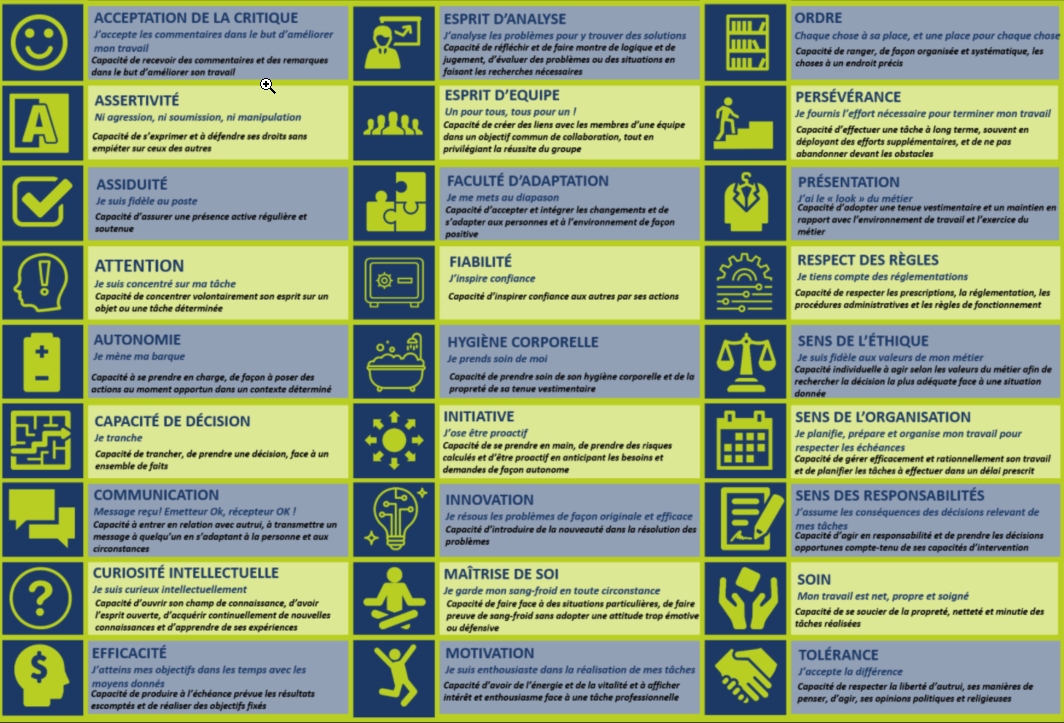 ACCEPTATION DE LA CRITIQUE
J'accepte les commentaires dans le but d'améliorer
mon travail
Capacité de recevoir des commentaires et des remarques
dans le but d'améliorer son travail
ASSERTIVITÉ
Ni agression, ni soumission, ni manipulation
Capacité de s'exprimer et à défendre ses droits sans
empiéter sur ceux des autres
ASSIDUITÉ
Je suis fidèle au poste
Capacité d'assurer une présence active régulière et
soutenue
ATTENTION
Je suis concentré sur ma tâche
Capacité de concentrer volontairement son esprit sur un
objet ou une tâche déterminée
AUTONOMIE
Je mène ma barque
Capacité à se prendre en charge, de façon à poser des
actions au moment opportun dans un contexte déterminé
CAPACITÉ DE DÉCISION
Je tranche
Capacité de trancher, de prendre une décision, face à un
ensemble de faits
COMMUNICATION
Message reçu! Emetteur Ok, récepteur OK !
Capacité à entrer en relation avec autrui, à transmettre un
message à quelqu'un en s'adaptant à la personne et aux
circonstances
CURIOSITÉ INTELLECTUELLE
Je suis curieux intellectuellement
Capacité d'ouvrir son champ de connaissance, d'avoir
l'esprit ouverte, d'acquérir continuellement de nouvelles
connaissances et d'apprendre de ses expériences
EFFICACITÉ
J'atteins mes objectifs dans les temps avec les
moyens donnés
Capacité de produire à l'échéance prévue les résultats
escomptés et de réaliser des objectifs fixés
ESPRIT D'ANALYSE
J'analyse les problèmes pour y trouver des solutions
Capacité de réfléchir et de faire montre de logique et de
jugement, d'évaluer des problèmes ou des situations en
faisant les recherches nécessaires
ESPRIT D'EQUIPE
Un pour tous, tous pour un !
Capacité de créer des liens avec les membres d'une équipe
dans un objectif commun de collaboration, tout en
privilégiant la réussite du groupe
FACULTÉ D'ADAPTATION
Je me mets au diapason
Capacité d'accepter et intégrer les changements et de
s'adapter aux personnes et à l'environnement de façon
positive
FIABILITÉ
J'inspire confiance
Capacité d'inspirer confiance aux autres par ses actions
HYGIÈNE CORPORELLE
Je prends soin de moi
Capacité de prendre soin de son hygiène corporelle et de la
propreté de sa tenue vestimentaire
INITIATIVE
J'ose être proactif
Capacité de se prendre en main, de prendre des risques
calculés et d'être proactif en anticipant les besoins et
demandes de façon autonome
INNOVATION
Je résous les problèmes de façon originale et efficace
Capacité d'introduire de la nouveauté dans la résolution des
problèmes
MAÎTRISE DE SOI
Je garde mon sang-froid en toute circonstance
Capacité de faire face à des situations particulières, de faire
preuve de sang-froid sans adopter une attitude trop émotive
ou défensive
MOTIVATION
Je suis enthousiaste dans la réalisation de mes tâches
Capacité d'avoir de l'énergie et de la vitalité et à afficher
intérêt et enthousiasme face à une tâche professionnelle
ORDRE
Chaque chose à sa place, et une place pour chaque chose
Capacité de ranger, de façon organisée et systématique, les
choses à un endroit précis
PERSÉVÉRANCE
Je fournis l'effort nécessaire pour terminer mon travail
Capacité d'effectuer une tâche à long terme, souvent en
déployant des efforts supplémentaires, et de ne pas
abandonner devant les obstacles
PRÉSENTATION
J'ai le « look » du métier
Capacité d'adopter une tenue vestimentaire et un maintien en
rapport avec l'environnement de travail et l'exercice du
métier
RESPECT DES RÈGLES
Je tiens compte des réglementations
Capacité de respecter les prescriptions, la réglementation, les
procédures administratives et les règles de fonctionnement
SENS DE L'ÉTHIQUE
Je suis fidèle aux valeurs de mon métier
Capacité individuelle à agir selon les valeurs du métier afin de
rechercher la décision la plus adéquate face à une situation
donnée
SENS DE L'ORGANISATION
Je planifie, prépare et organise mon travail pour
respecter les échéances
Capacité de gérer efficacement et rationnellement son travail
et de planifier les tâches à effectuer dans un délai prescrit
SENS DES RESPONSABILITÉS
J'assume les conséquences des décisions relevant de
mes tâches
Capacité d'agir en responsabilité et de prendre les décisions
opportunes compte-tenu de ses capacités d'intervention
SOIN
Mon travail est net, propre et soigné
Capacité de se soucier de la propreté, netteté et minutie des
tâches réalisées
TOLÉRANCE
J'accepte la différence
Capacité de respecter la liberté d'autrui, ses manières de
penser, d'agir, ses opinions politiques et religieuses